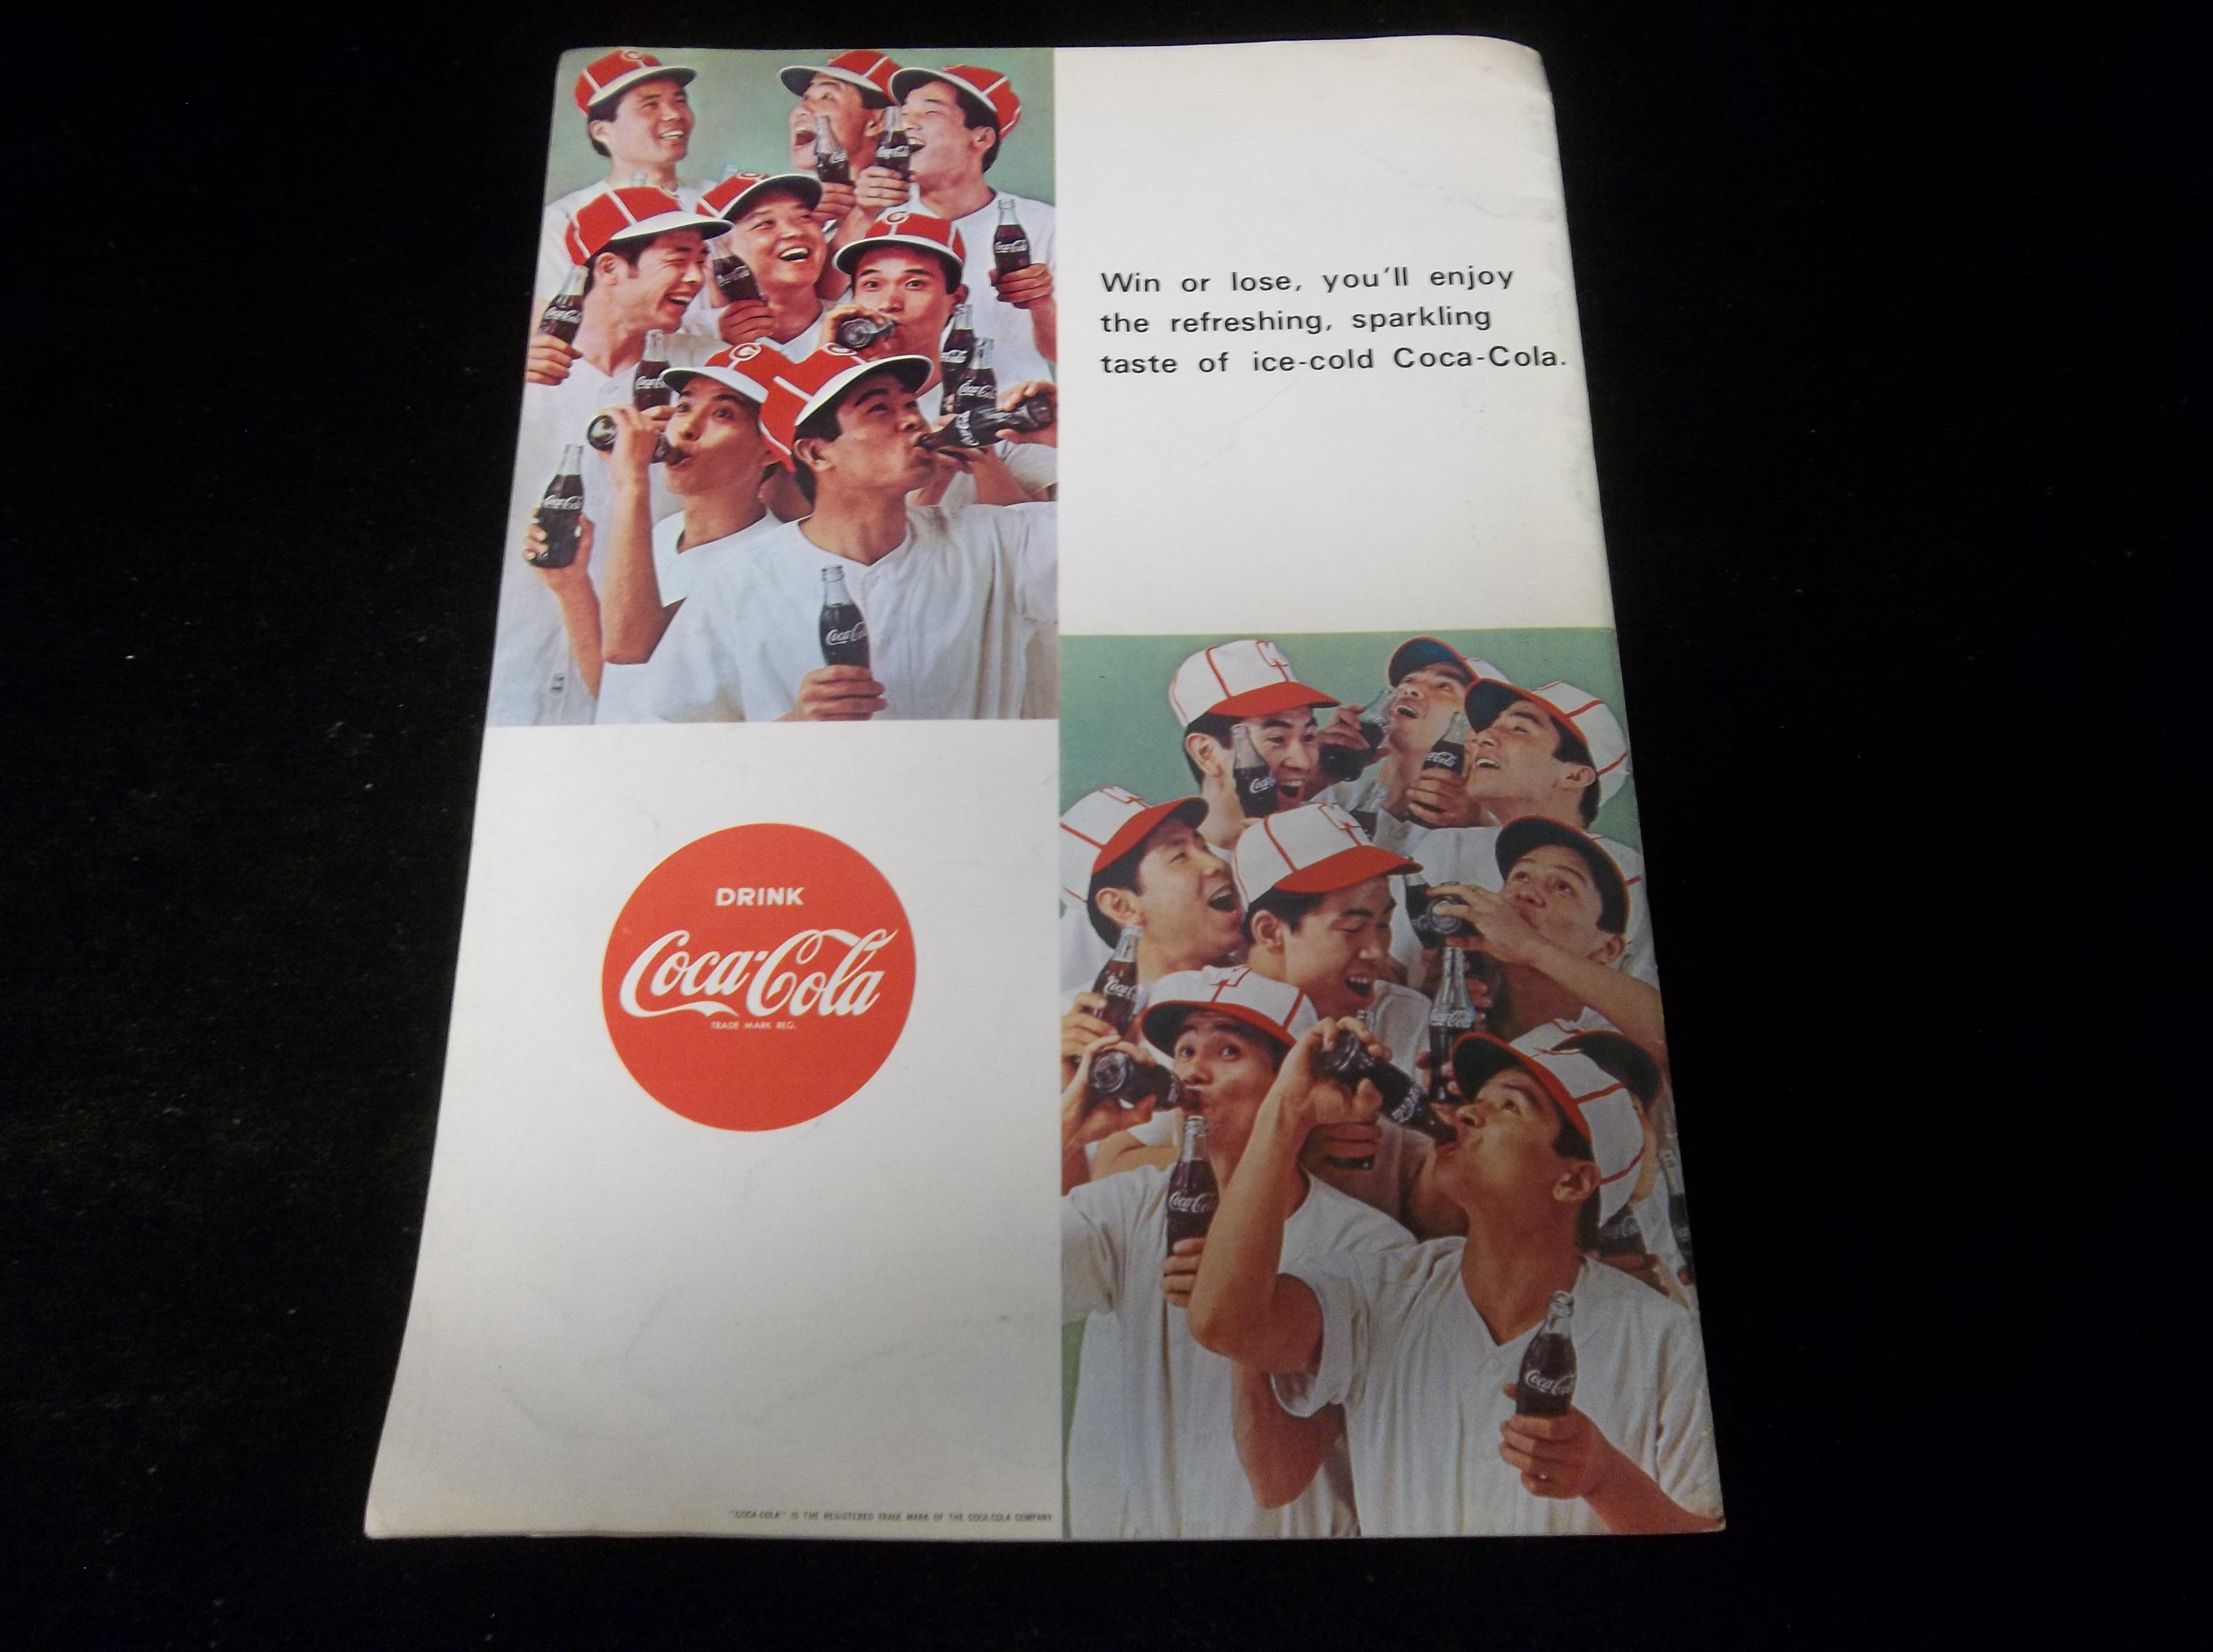 Win or lose, you'll enjoy
the refreshing, sparkling
taste of ice-cold Coca-Cola.
DRINK
Coca-Cola
TRADE MARK REG.
"COCA-COLA" IS THE REGISTERED TRADE MARK OF THE COCA-COLA COMPANY